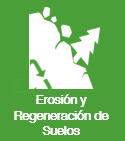 Erosión y
Regeneración de
Suelos